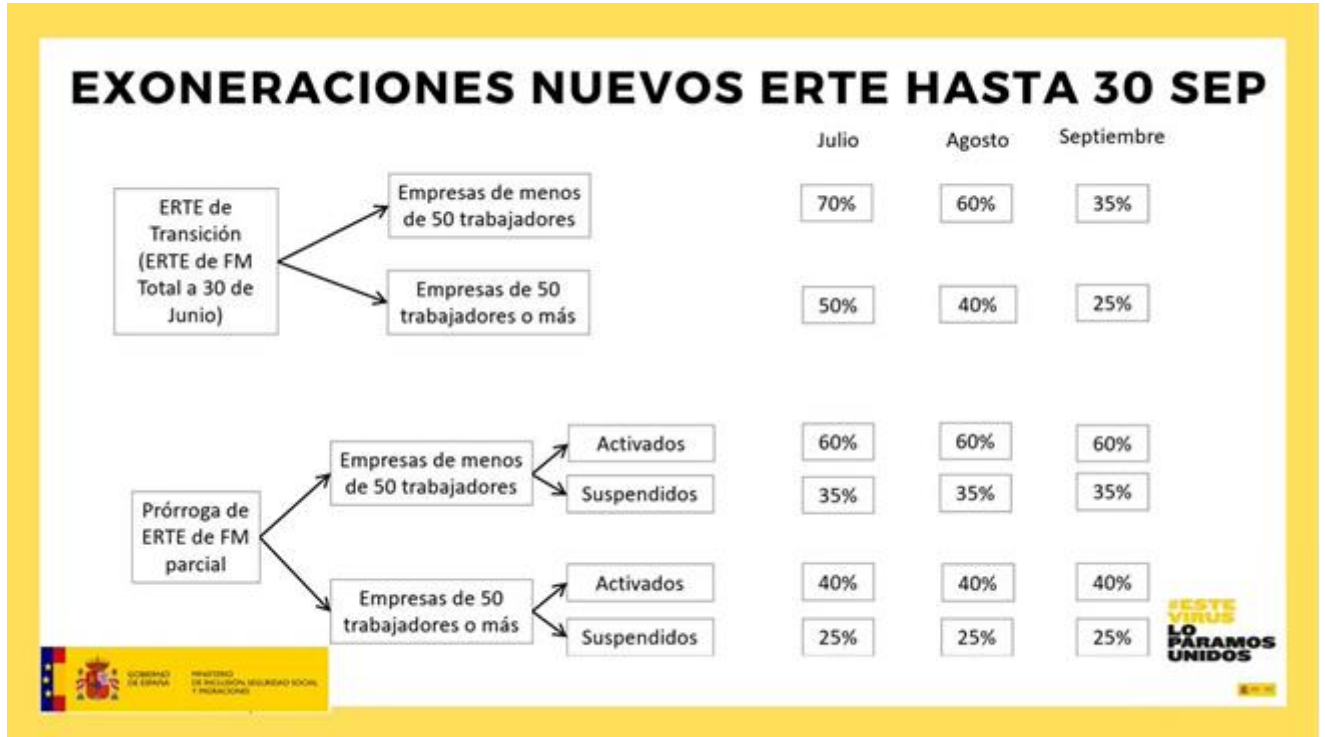 EXONERACIONES NUEVOS ERTE HASTA 30 SEP
Julio Agosto Septiembre
ERTE de
Transición
(ERTE de FM
Total a 30 de
Junio)
Empresas de menos
de 50 trabajadores
70% 60% 35%
Empresas de 50
trabajadores o más
50% 40% 25%
Prórroga de
ERTE de FM
parcial
Empresas de menos
de 50 trabajadores
Activados
60% 60% 60%
Suspendidos
35% 35% 35%
Empresas de 50
trabajadores o más
Activados
40% 40% 40%
Suspendidos
25% 25% 25%
#ESTE
VIRUS
LO
PARAMOS
UNIDOS
GOBIERNO
DE ESPAÑA
MINISTERIO
DE INCLUSIÓN, SEGURIDAD SOCIAL
Y MIGRACIONES